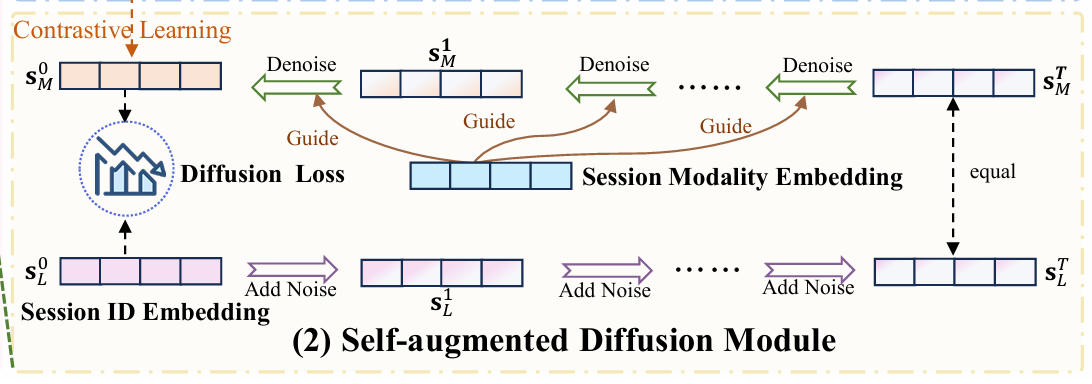 Contrastive Learning
s_M^0
Denoise
s_M^1
Denoise
......
Denoise
s_M^T
Guide
Guide
Guide
Diffusion Loss
Session Modality Embedding
equal
s_L^0
Add Noise
s_L^1
Add Noise
......
Add Noise
s_L^T
Session ID Embedding
(2) Self-augmented Diffusion Module